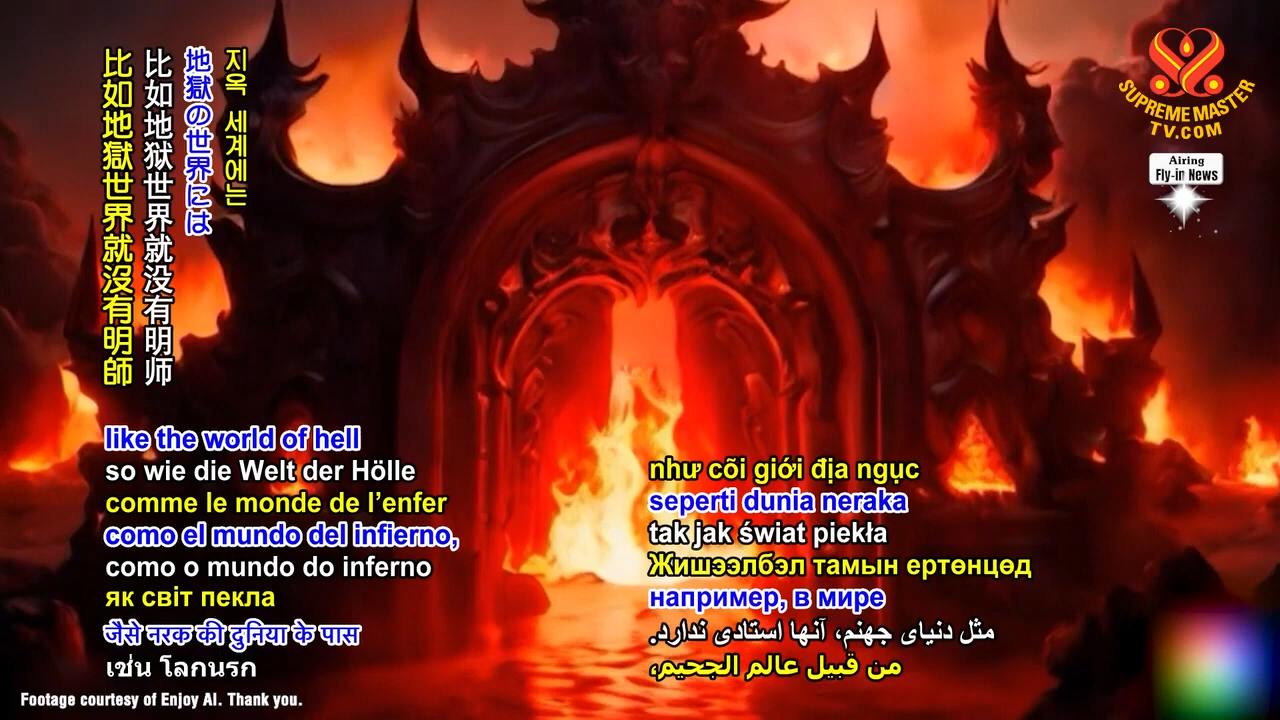 比如地獄世界就沒有明師
比如地狱世界就没有明师
地獄の世界には
지옥 세계에는
SUPREME MASTER
TV.COM
Airing
Fly-in News
like the world of hell
so wie die Welt der Hölle
comme le monde de l’enfer
como el mundo del infierno,
como o mundo do inferno
як світ пекла
जैसे नरक की दुनिया के पास
เช่น โลกนรก
như cõi giới địa ngục
seperti dunia neraka
tak jak świat piekła
Жишээлбэл тамын ертөнцөд
например, в мире
مثل دنیای جهنم، آنها استادی ندارد.
من قبيل عالم الجحيم،
Footage courtesy of Enjoy AI. Thank you.